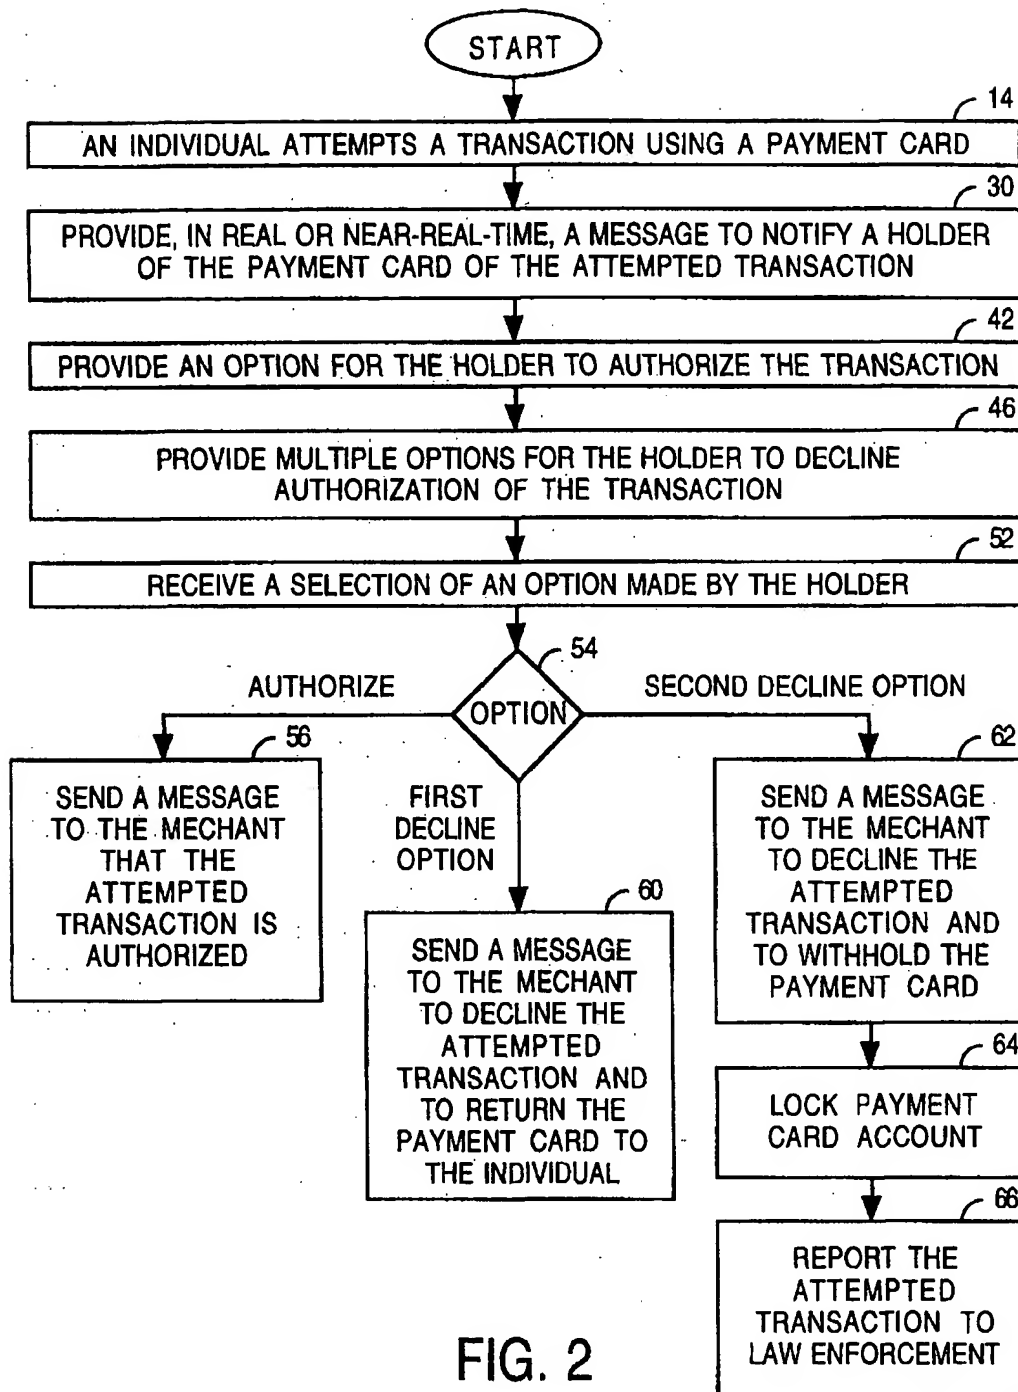 START
14
AN INDIVIDUAL ATTEMPTS A TRANSACTION USING A PAYMENT CARD
30
PROVIDE, IN REAL OR NEAR-REAL-TIME, A MESSAGE TO NOTIFY A HOLDER
OF THE PAYMENT CARD OF THE ATTEMPTED TRANSACTION
42
PROVIDE AN OPTION FOR THE HOLDER TO AUTHORIZE THE TRANSACTION
46
PROVIDE MULTIPLE OPTIONS FOR THE HOLDER TO DECLINE
AUTHORIZATION OF THE TRANSACTION
52
RECEIVE A SELECTION OF AN OPTION MADE BY THE HOLDER
54
OPTION
AUTHORIZE
56
SEND A MESSAGE
TO THE MECHANT
THAT THE
ATTEMPTED
TRANSACTION IS
AUTHORIZED
FIRST
DECLINE
OPTION
60
SEND A MESSAGE
TO THE MECHANT
TO DECLINE THE
ATTEMPTED
TRANSACTION AND
TO RETURN THE
PAYMENT CARD TO
THE INDIVIDUAL
SECOND DECLINE OPTION
62
SEND A MESSAGE
TO THE MECHANT
TO DECLINE THE
ATTEMPTED
TRANSACTION AND
TO WITHHOLD THE
PAYMENT CARD
64
LOCK PAYMENT
CARD ACCOUNT
66
REPORT THE
ATTEMPTED
TRANSACTION TO
LAW ENFORCEMENT
FIG. 2